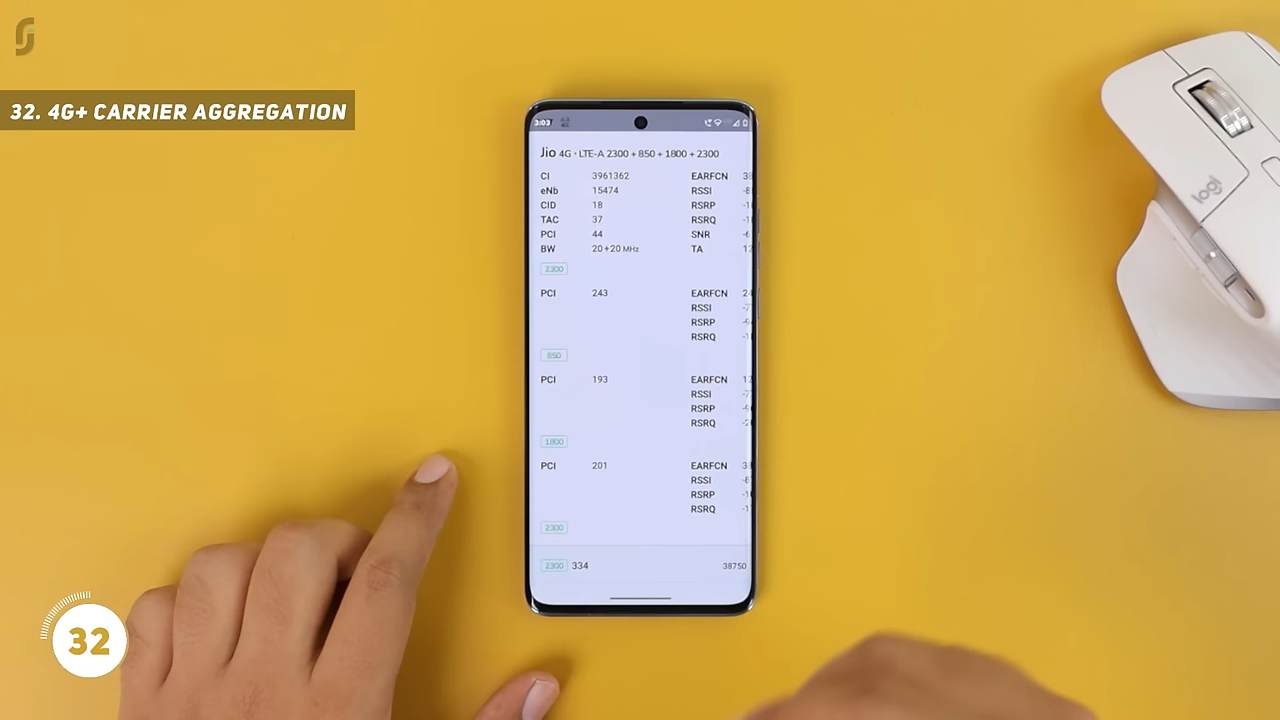 32. 4G+ CARRIER AGGREGATION
3:03
Jio 4G · LTE-A 2300 + 850 + 1800 + 2300
CI 3961362 EARFCN
eNb 15474 RSSI
CID 18 RSRP
TAC 37 RSRQ
PCI 44 SNR
BW 20+20 MHz TA
2300
PCI 243 EARFCN
RSSI
RSRP
RSRQ
850
PCI 193 EARFCN
RSSI
RSRP
RSRQ
1800
PCI 201 EARFCN
RSSI
RSRP
RSRQ
2300
2300 334 38750
32
logi